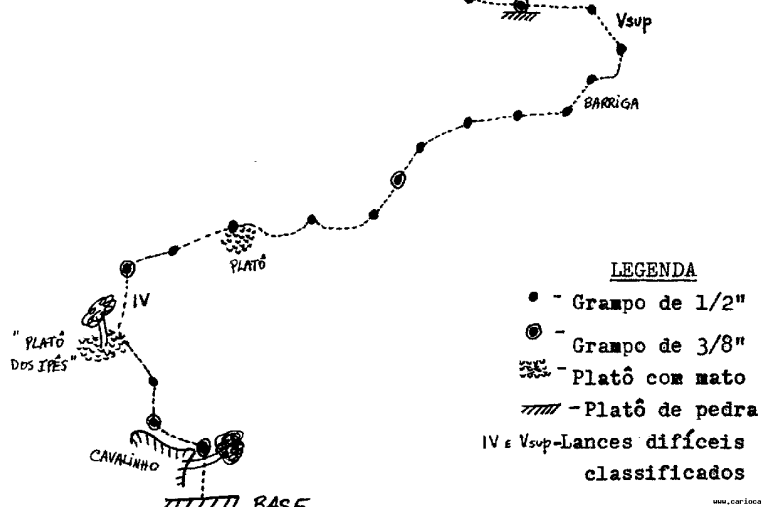 Vsup
BARRIGA
PLATÔ
IV
"PLATÔ
DOS IPÊS"
CAVALINHO
BASE
LEGENDA
- Grampo de 1/2"
- Grampo de 3/8"
- Platô com mato
- Platô de pedra
IV E Vsup-Lances difíceis
classificados
www.carioca